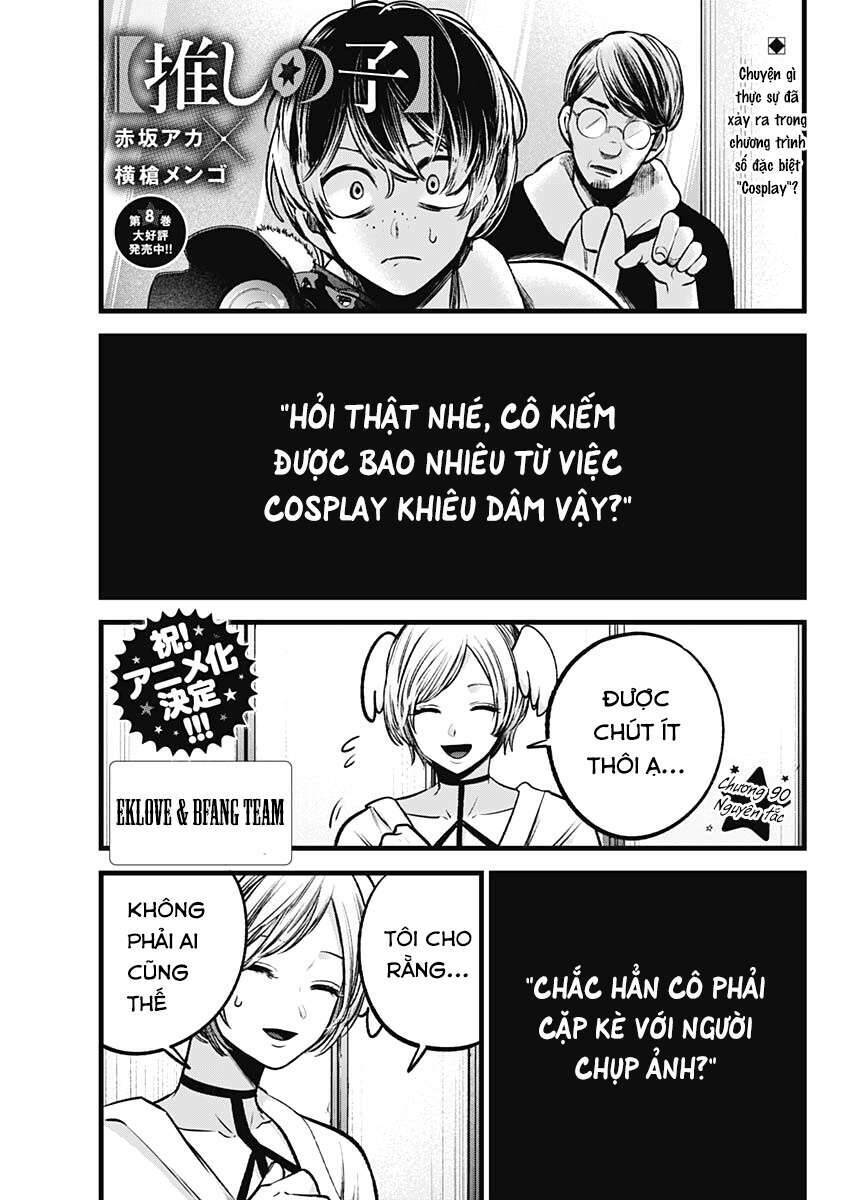 【推しの子】
赤坂アカ×
横槍メンゴ
第8巻
大好評
発売中!!
Chuyện gì
thực sự đã
xảy ra trong
chương trình
số đặc biệt
"Cosplay"?
"HỎI THẬT NHÉ, CÔ KIẾM
ĐƯỢC BAO NHIÊU TỪ VIỆC
COSPLAY KHIÊU DÂM VẬY?"
祝!
アニメ化
決定
!!!
ĐƯỢC
CHÚT ÍT
THÔI Ạ...
Chương 90
Nguyên tắc
EKLOVE & BFANG TEAM
"CHẮC HẲN CÔ PHẢI
CẶP KÈ VỚI NGƯỜI
CHỤP ẢNH?"
TÔI CHO
RẰNG...
KHÔNG
PHẢI AI
CŨNG
THẾ